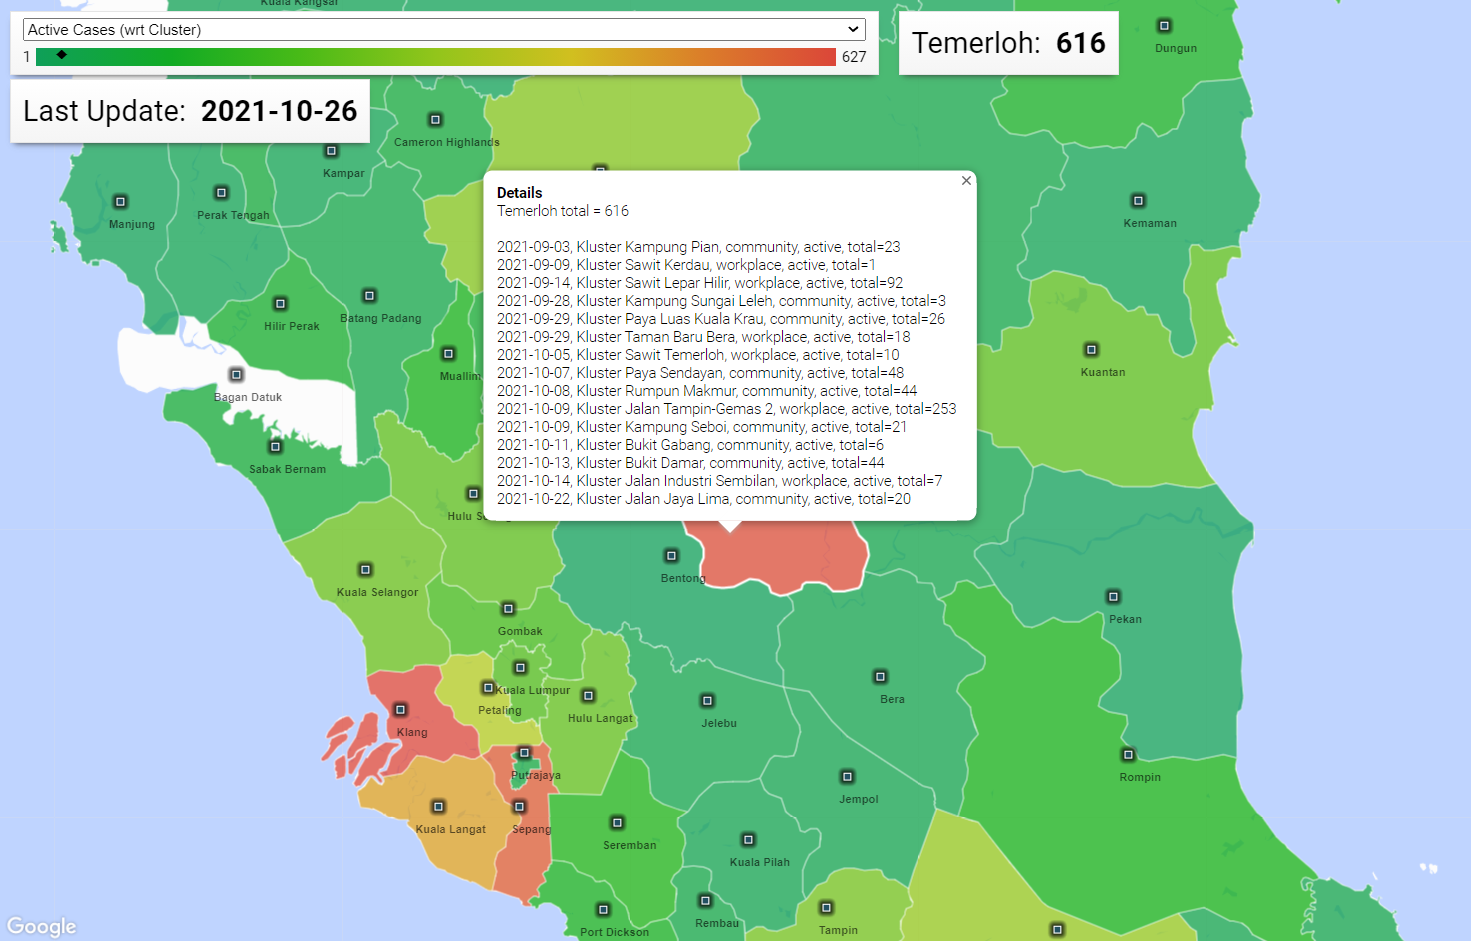 Kuala Kangsar
Active Cases (wrt Cluster)
1
627
Temerloh: 616
Last Update: 2021-10-26
Dungun
Cameron Highlands
Kampar
Manjung
Perak Tengah
Kemaman
Details
Temerloh total = 616
2021-09-03, Kluster Kampung Pian, community, active, total=23
2021-09-09, Kluster Sawit Kerdau, workplace, active, total=1
2021-09-14, Kluster Sawit Lepar Hilir, workplace, active, total=92
2021-09-28, Kluster Kampung Sungai Leleh, community, active, total=3
2021-09-29, Kluster Paya Luas Kuala Krau, community, active, total=26
2021-09-29, Kluster Taman Baru Bera, workplace, active, total=18
2021-10-05, Kluster Sawit Temerloh, workplace, active, total=10
2021-10-07, Kluster Paya Sendayan, community, active, total=48
2021-10-08, Kluster Rumpun Makmur, community, active, total=44
2021-10-09, Kluster Jalan Tampin-Gemas 2, workplace, active, total=253
2021-10-09, Kluster Kampung Seboi, community, active, total=21
2021-10-11, Kluster Bukit Gabang, community, active, total=6
2021-10-13, Kluster Bukit Damar, community, active, total=44
2021-10-14, Kluster Jalan Industri Sembilan, workplace, active, total=7
2021-10-22, Kluster Jalan Jaya Lima, community, active, total=20
Hilir Perak
Batang Padang
Muallim
Kuantan
Bagan Datuk
Sabak Bernam
Hulu
Kuala Selangor
Bentong
Pekan
Gombak
Kuala Lumpur
Petaling
Hulu Langat
Klang
Jelebu
Bera
Putrajaya
Rompin
Kuala Langat
Sepang
Jempol
Seremban
Kuala Pilah
Port Dickson
Rembau
Tampin
Google